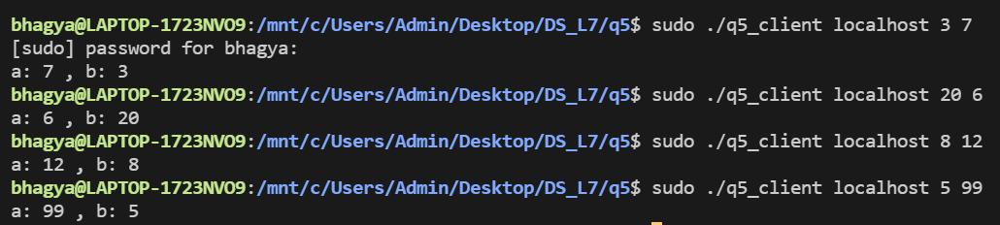 bhagya@LAPTOP-1723NVO9:/mnt/c/Users/Admin/Desktop/DS_L7/q5$ sudo ./q5_client localhost 3 7
[sudo] password for bhagya:
a: 7 , b: 3
bhagya@LAPTOP-1723NVO9:/mnt/c/Users/Admin/Desktop/DS_L7/q5$ sudo ./q5_client localhost 20 6
a: 6 , b: 20
bhagya@LAPTOP-1723NVO9:/mnt/c/Users/Admin/Desktop/DS_L7/q5$ sudo ./q5_client localhost 8 12
a: 12 , b: 8
bhagya@LAPTOP-1723NVO9:/mnt/c/Users/Admin/Desktop/DS_L7/q5$ sudo ./q5_client localhost 5 99
a: 99 , b: 5